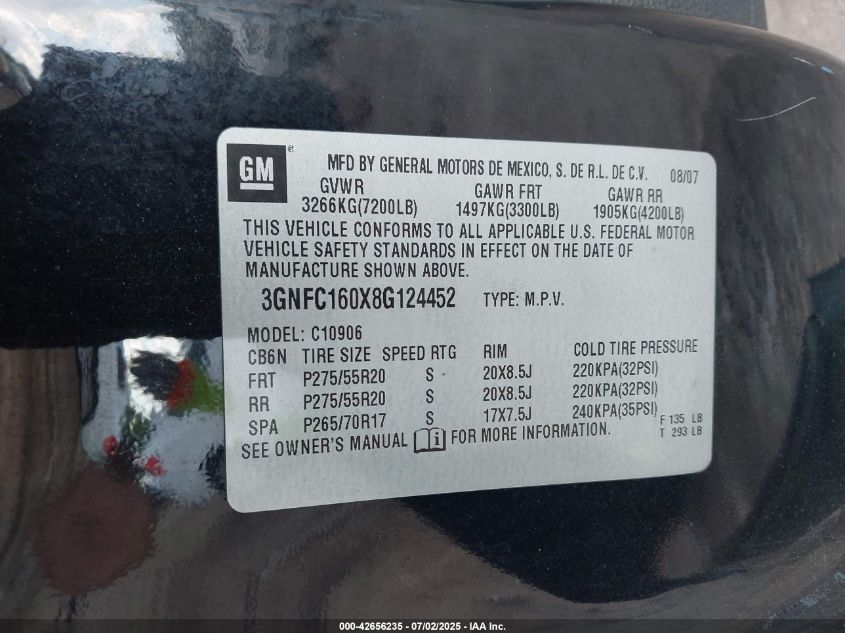 GM ® MFD BY GENERAL MOTORS DE MEXICO, S. DE R.L. DE C.V. 08/07
GVWR GAWR FRT GAWR RR
3266KG(7200LB) 1497KG(3300LB) 1905KG(4200LB)
THIS VEHICLE CONFORMS TO ALL APPLICABLE U.S. FEDERAL MOTOR
VEHICLE SAFETY STANDARDS IN EFFECT ON THE DATE OF
MANUFACTURE SHOWN ABOVE.
3GNFC160X8G124452 TYPE: M.P.V.
MODEL: C10906
CB6N TIRE SIZE SPEED RTG RIM COLD TIRE PRESSURE
FRT P275/55R20 S 20X8.5J 220KPA(32PSI)
RR P275/55R20 S 20X8.5J 220KPA(32PSI)
SPA P265/70R17 S 17X7.5J 240KPA(35PSI) F 135 LB
SEE OWNER'S MANUAL FOR MORE INFORMATION. T 293 LB
000-42656235 - 07/02/2025 - IAA Inc.